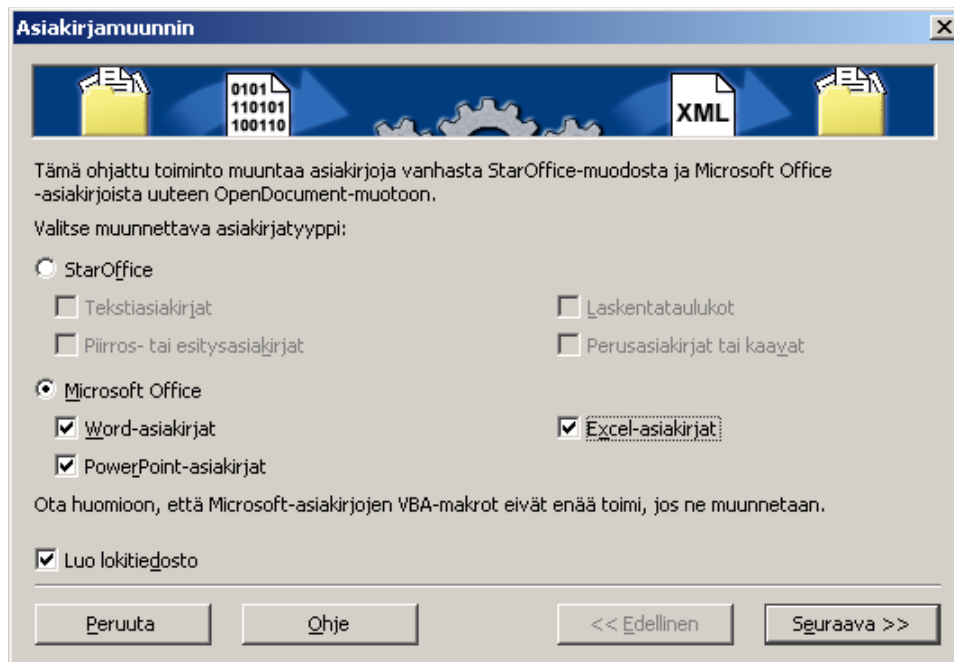 Asiakirjamuunnin
0101
110101
100110
XML
Tämä ohjattu toiminto muuntaa asiakirjoja vanhasta StarOffice-muodosta ja Microsoft Office
-asiakirjoista uuteen OpenDocument-muotoon.
Valitse muunnettava asiakirjatyyppi:
StarOffice
Tekstiasiakirjat
Laskentataulukot
Piirros- tai esitysasiakirjat
Perusasiakirjat tai kaavat
Microsoft Office
Word-asiakirjat
Excel-asiakirjat
PowerPoint-asiakirjat
Ota huomioon, että Microsoft-asiakirjojen VBA-makrot eivät enää toimi, jos ne muunnetaan.
Luo lokitiedosto
Peruuta
Ohje
<< Edellinen
Seuraava >>